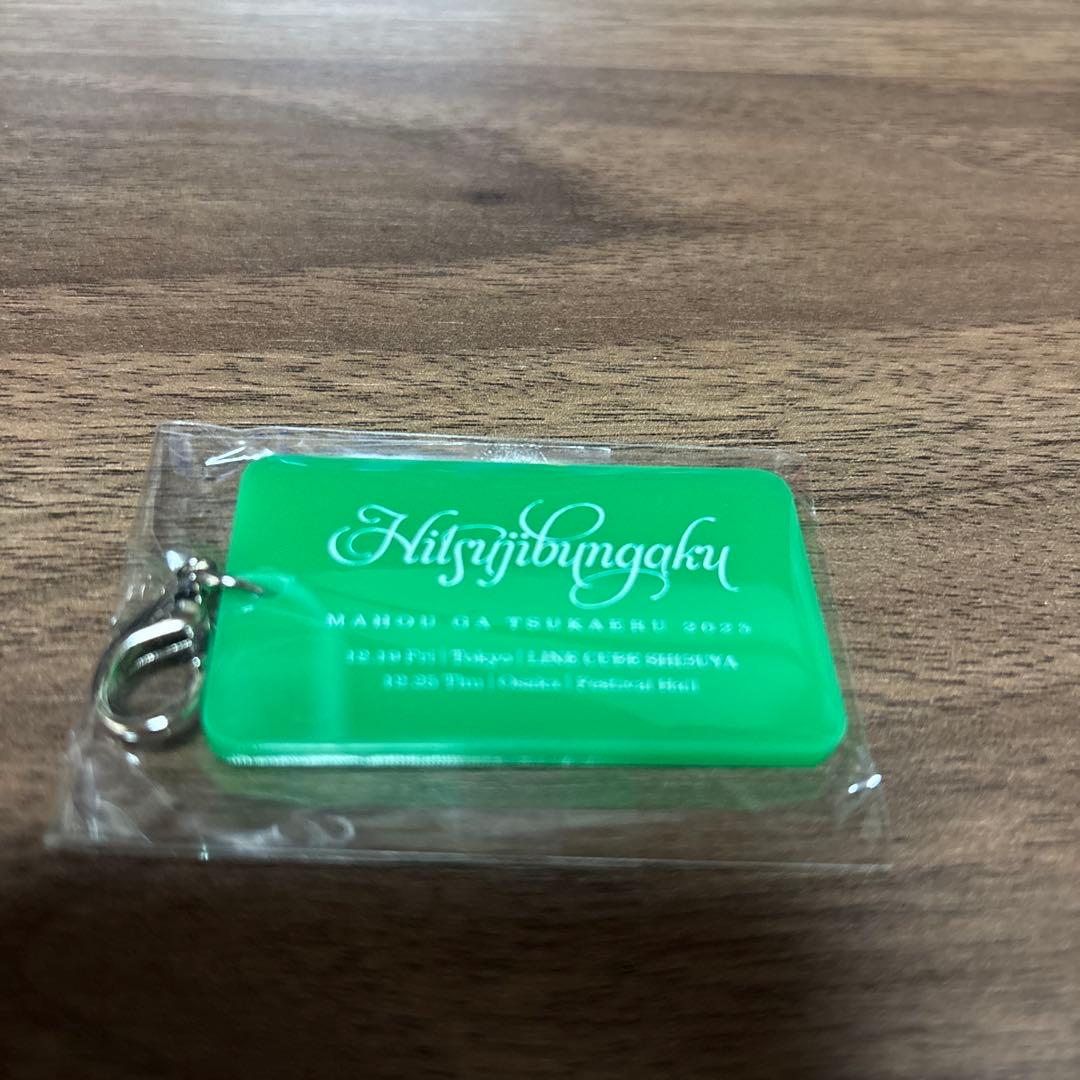 Hitsujibungaku
MAHOU GA TSUKAERU 2025
12.19 Fri | Tokyo | LINE CUBE SHIBUYA
12.25 Thu | Osaka | Festival Hall